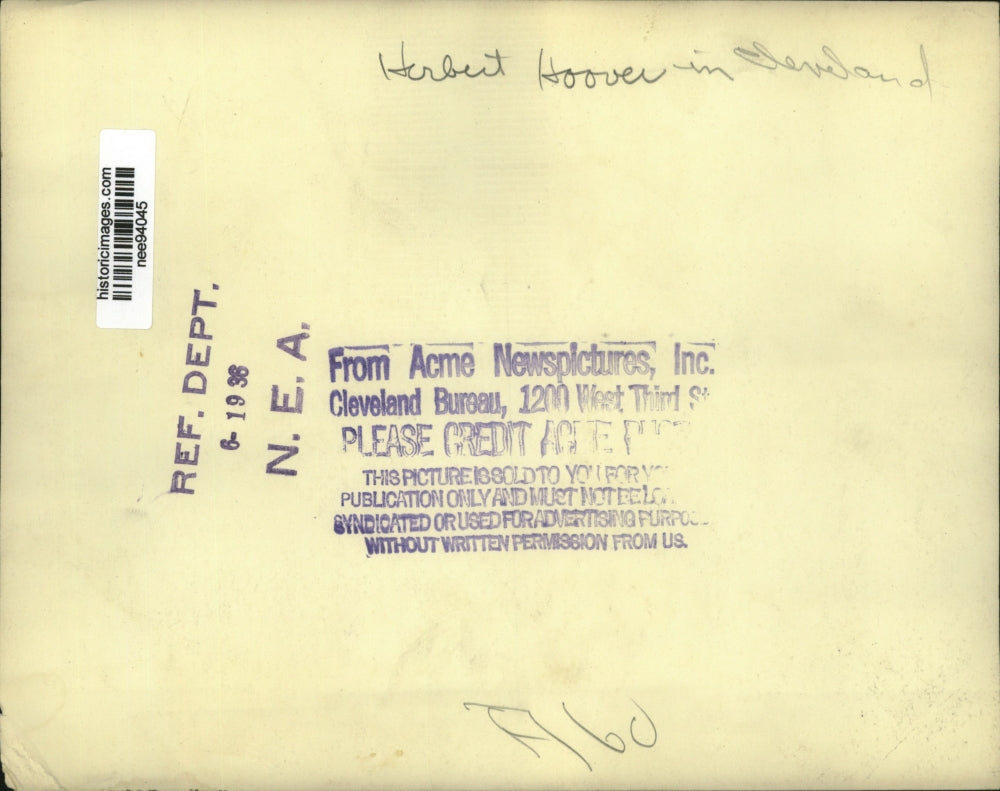 Herbert Hoover in Cleveland
historicimages.com
nee94045
REF. DEPT.
6-1936
N. E. A.
From Acme Newspictures, Inc.
Cleveland Bureau, 1200 West Third St
PLEASE CREDIT ACME
THIS PICTURE IS SOLD TO YOU FOR
PUBLICATION ONLY AND MUST NOT BE
SYNDICATED OR USED FOR ADVERTISING PURPO
WITHOUT WRITTEN PERMISSION FROM US.